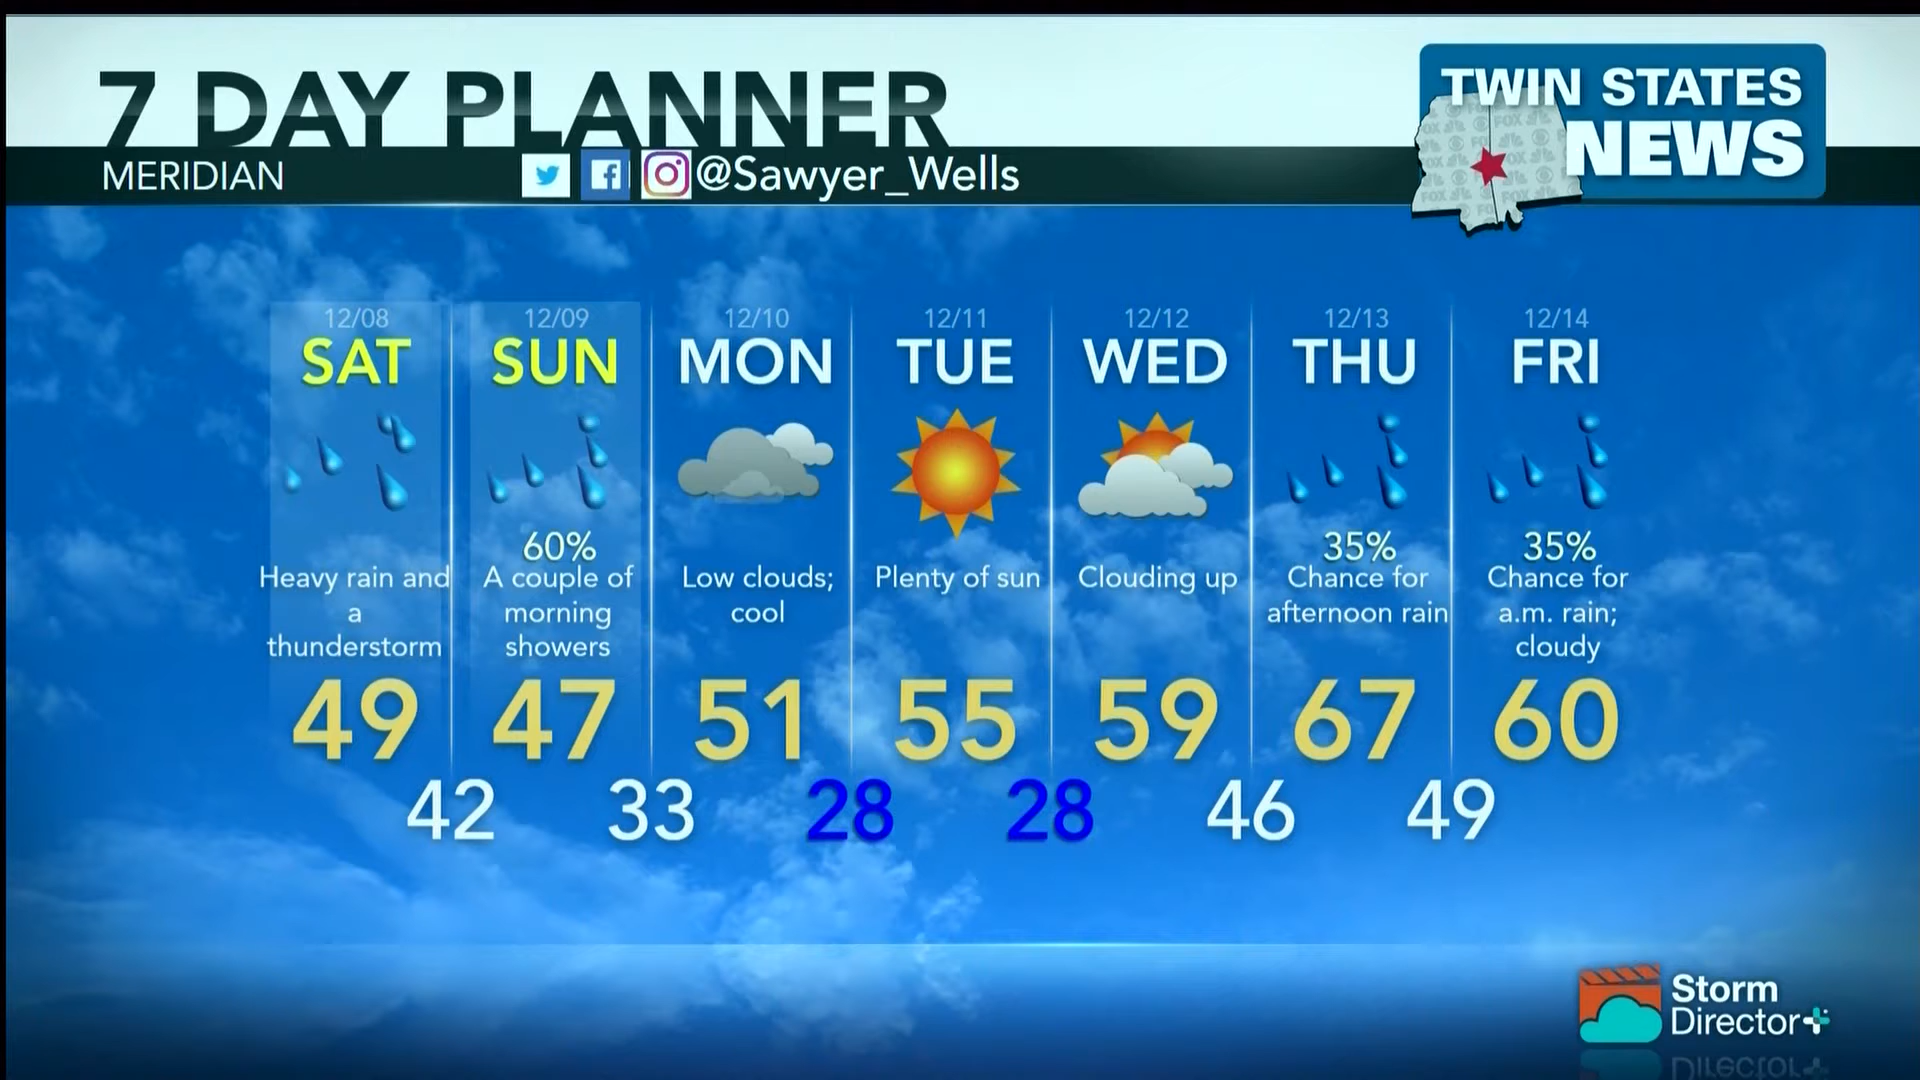 7 DAY PLANNER
MERIDIAN
@Sawyer_Wells
TWIN STATES
NEWS
12/08
SAT
Heavy rain and
a
thunderstorm
49
12/09
SUN
60%
A couple of
morning
showers
47
12/10
MON
Low clouds;
cool
51
12/11
TUE
Plenty of sun
55
12/12
WED
Clouding up
59
12/13
THU
35%
Chance for
afternoon rain
67
12/14
FRI
35%
Chance for
a.m. rain;
cloudy
60
42
33
28
28
46
49
Storm
Director+